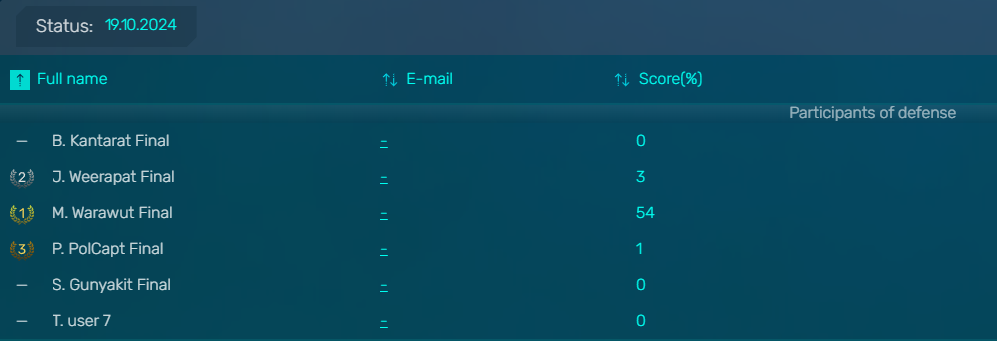 Status: 19.10.2024
↑ Full name ↑↓ E-mail ↑↓ Score(%)
Participants of defense
— B. Kantarat Final - 0
2 J. Weerapat Final - 3
1 M. Warawut Final - 54
3 P. PolCapt Final - 1
— S. Gunyakit Final - 0
— T. user 7 - 0